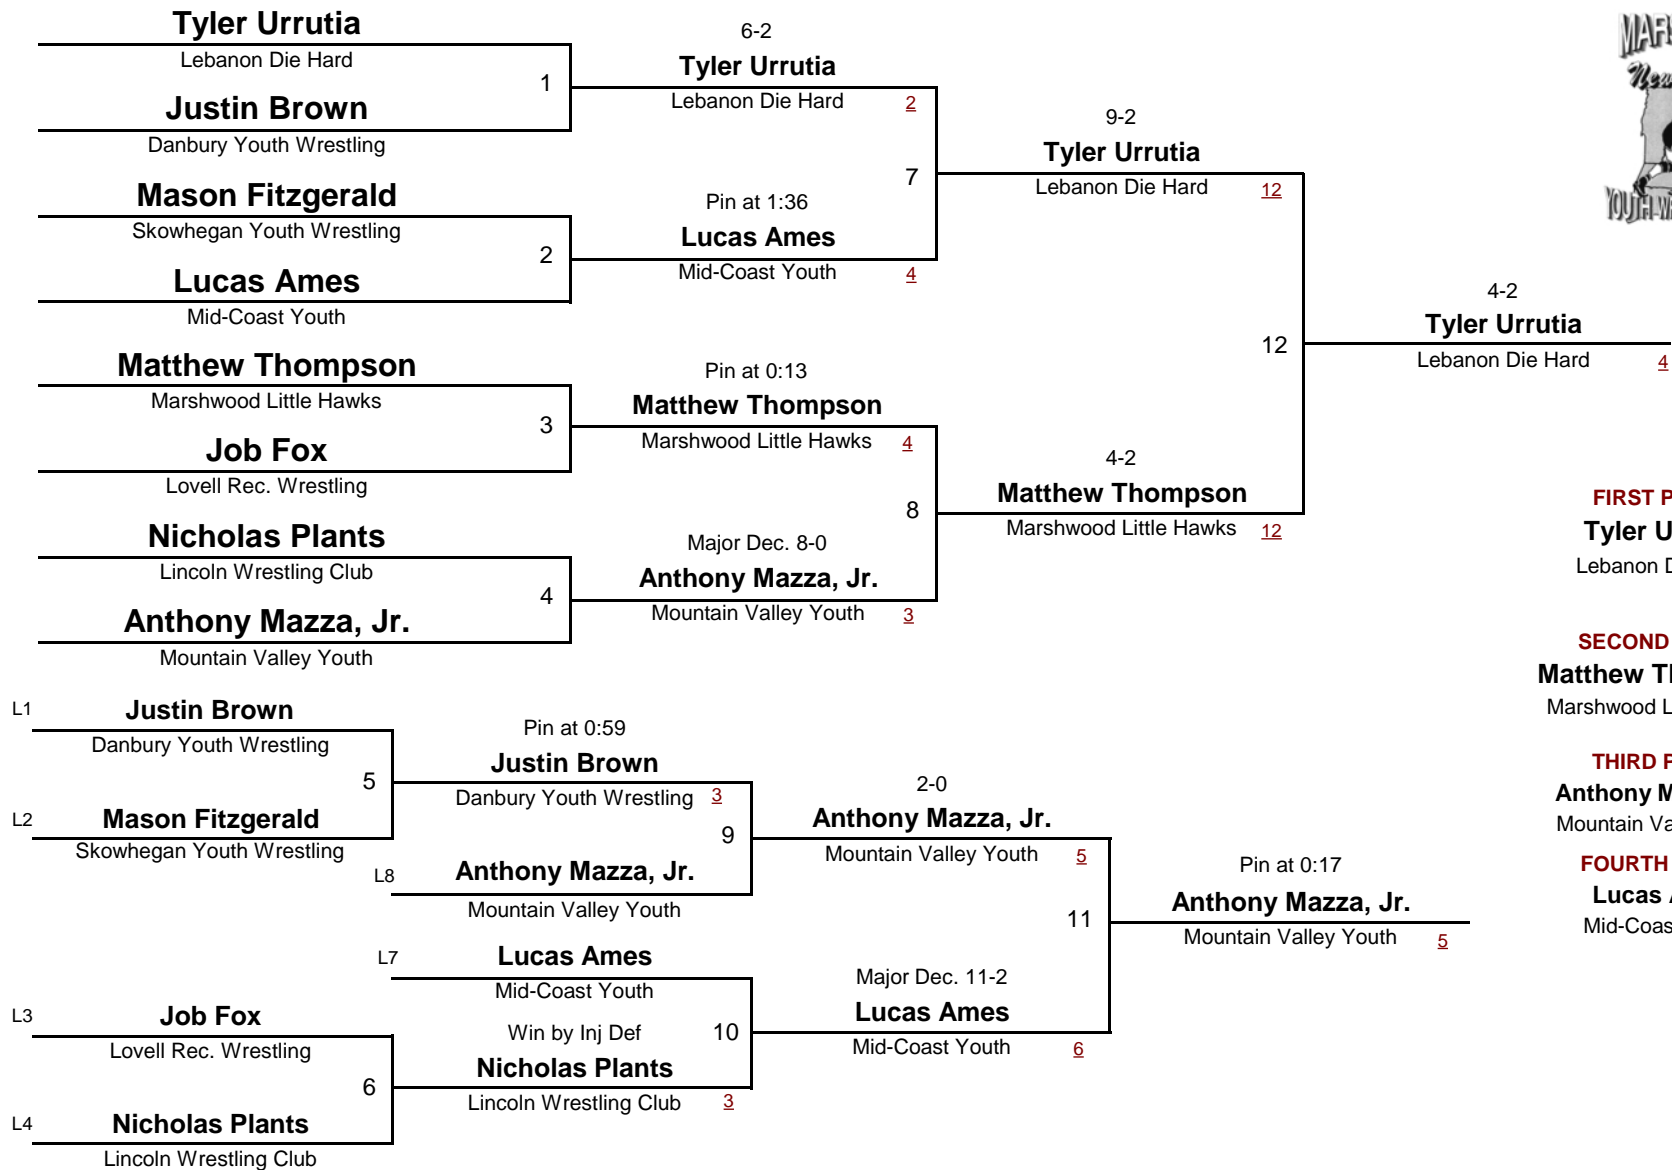 Tyler Urrutia
Lebanon Die Hard
1
Justin Brown
Danbury Youth Wrestling
Mason Fitzgerald
Skowhegan Youth Wrestling
2
Lucas Ames
Mid-Coast Youth
Matthew Thompson
Marshwood Little Hawks
3
Job Fox
Lovell Rec. Wrestling
Nicholas Plants
Lincoln Wrestling Club
4
Anthony Mazza, Jr.
Mountain Valley Youth
6-2
Tyler Urrutia
Lebanon Die Hard 2
7
Pin at 1:36
Lucas Ames
Mid-Coast Youth 4
Pin at 0:13
Matthew Thompson
Marshwood Little Hawks 4
8
Major Dec. 8-0
Anthony Mazza, Jr.
Mountain Valley Youth 3
9-2
Tyler Urrutia
Lebanon Die Hard 12
12
4-2
Matthew Thompson
Marshwood Little Hawks 12
4-2
Tyler Urrutia
Lebanon Die Hard 4
L1 Justin Brown
Danbury Youth Wrestling
5
L2 Mason Fitzgerald
Skowhegan Youth Wrestling
Pin at 0:59
Justin Brown
Danbury Youth Wrestling 3
9
L8 Anthony Mazza, Jr.
Mountain Valley Youth
L7 Lucas Ames
Mid-Coast Youth
Win by Inj Def 10
Nicholas Plants
Lincoln Wrestling Club 3
L3 Job Fox
Lovell Rec. Wrestling
6
L4 Nicholas Plants
Lincoln Wrestling Club
2-0
Anthony Mazza, Jr.
Mountain Valley Youth 5
11
Major Dec. 11-2
Lucas Ames
Mid-Coast Youth 6
Pin at 0:17
Anthony Mazza, Jr.
Mountain Valley Youth 5
FIRST P
Tyler U
Lebanon D
SECOND
Matthew T
Marshwood L
THIRD P
Anthony M
Mountain Va
FOURTH
Lucas
Mid-Coas